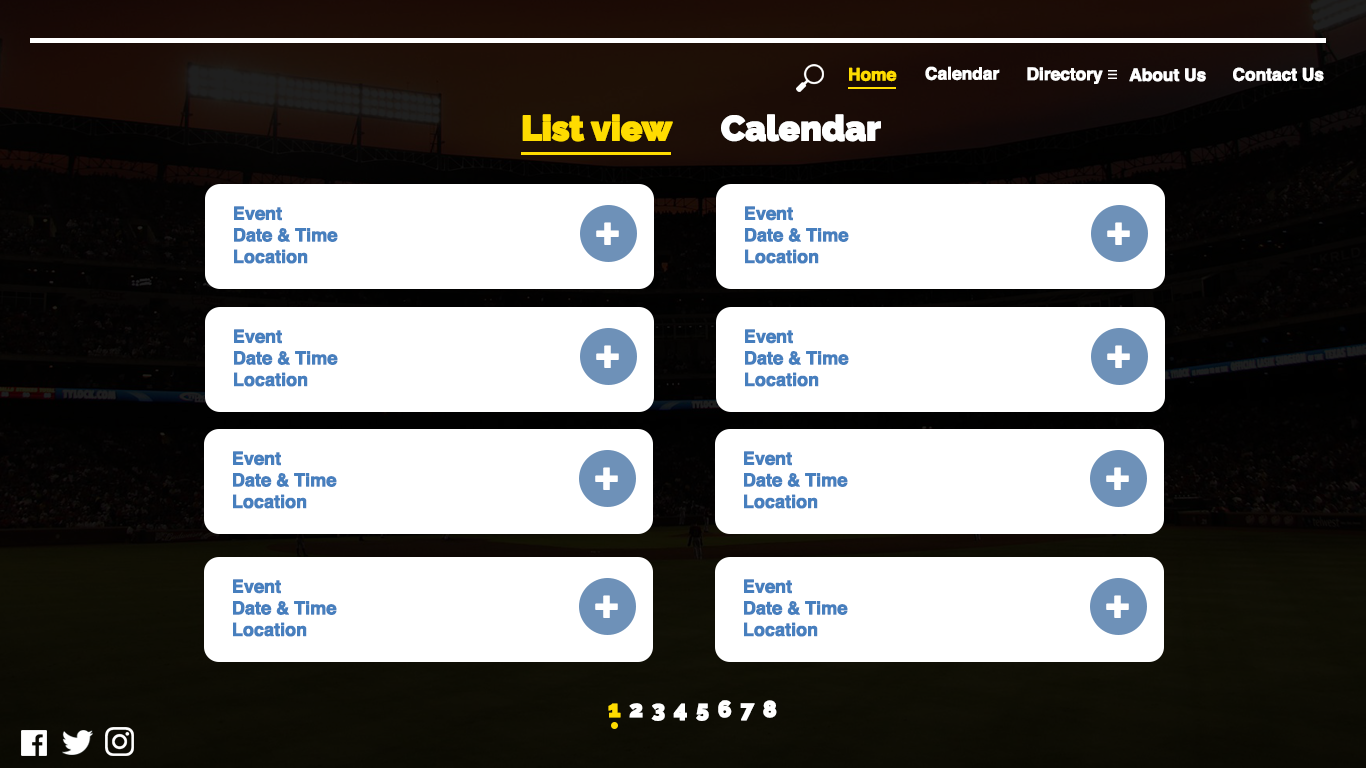 Home Calendar Directory About Us Contact Us
List view Calendar
Event
Date & Time
Location
Event
Date & Time
Location
Event
Date & Time
Location
Event
Date & Time
Location
Event
Date & Time
Location
Event
Date & Time
Location
Event
Date & Time
Location
Event
Date & Time
Location
1 2 3 4 5 6 7 8